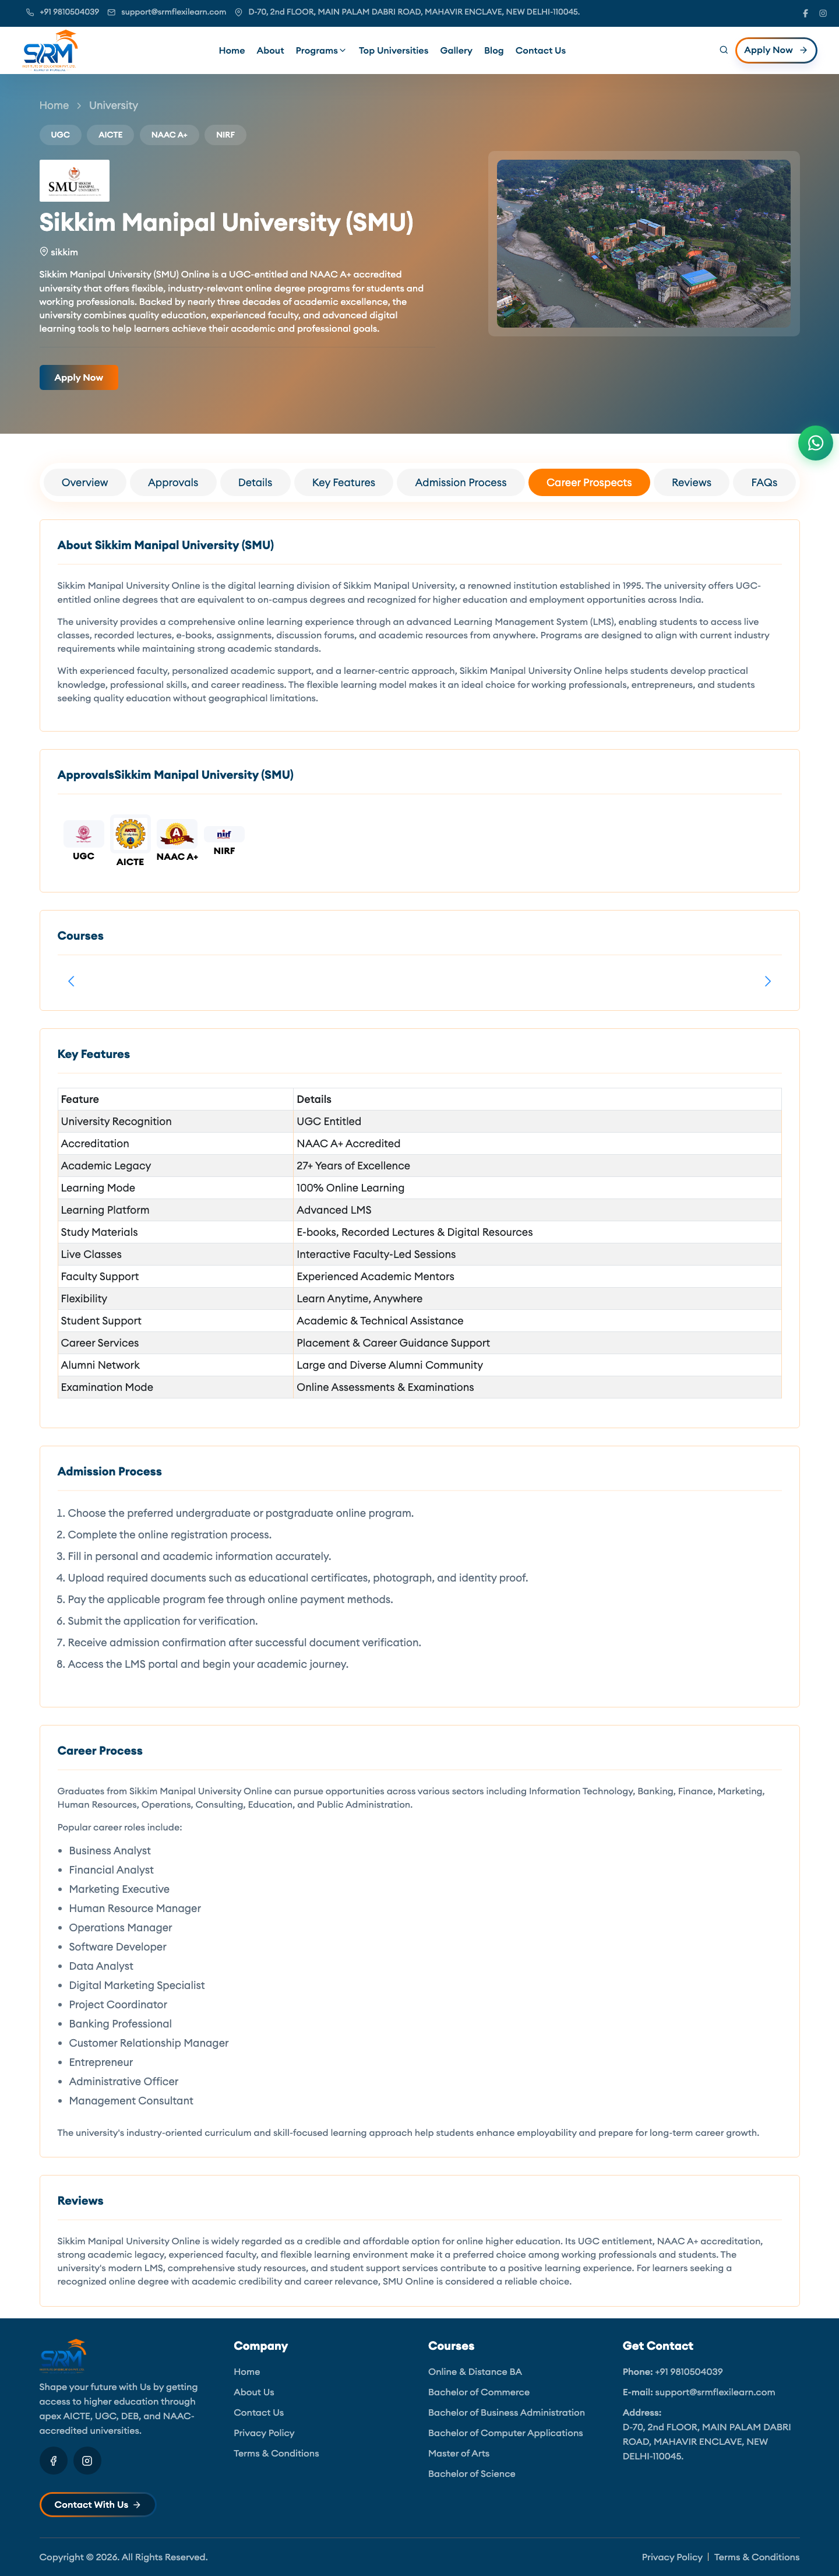 +91 9810504039 support@srmflexilearn.com D-70, 2nd FLOOR, MAIN PALAM DABRI ROAD, MAHAVIR ENCLAVE, NEW DELHI-110045.
SRM
Home About Programs Top Universities Gallery Blog Contact Us Apply Now
Home University
UGC AICTE NAAC A+ NIRF
SMU SIKKIM MANIPAL UNIVERSITY
Sikkim Manipal University (SMU)
sikkim
Sikkim Manipal University (SMU) Online is a UGC-entitled and NAAC A+ accredited
university that offers flexible, industry-relevant online degree programs for students and
working professionals. Backed by nearly three decades of academic excellence, the
university combines quality education, experienced faculty, and advanced digital
learning tools to help learners achieve their academic and professional goals.
Apply Now
Overview Approvals Details Key Features Admission Process Career Prospects Reviews FAQs
About Sikkim Manipal University (SMU)
Sikkim Manipal University Online is the digital learning division of Sikkim Manipal University, a renowned institution established in 1995. The university offers UGC-
entitled online degrees that are equivalent to on-campus degrees and recognized for higher education and employment opportunities across India.
The university provides a comprehensive online learning experience through an advanced Learning Management System (LMS), enabling students to access live
classes, recorded lectures, e-books, assignments, discussion forums, and academic resources from anywhere. Programs are designed to align with current industry
requirements while maintaining strong academic standards.
With experienced faculty, personalized academic support, and a learner-centric approach, Sikkim Manipal University Online helps students develop practical
knowledge, professional skills, and career readiness. The flexible learning model makes it an ideal choice for working professionals, entrepreneurs, and students
seeking quality education without geographical limitations.
ApprovalsSikkim Manipal University (SMU)
UGC AICTE NAAC A+ NIRF
Courses
Key Features
Feature Details
University Recognition UGC Entitled
Accreditation NAAC A+ Accredited
Academic Legacy 27+ Years of Excellence
Learning Mode 100% Online Learning
Learning Platform Advanced LMS
Study Materials E-books, Recorded Lectures & Digital Resources
Live Classes Interactive Faculty-Led Sessions
Faculty Support Experienced Academic Mentors
Flexibility Learn Anytime, Anywhere
Student Support Academic & Technical Assistance
Career Services Placement & Career Guidance Support
Alumni Network Large and Diverse Alumni Community
Examination Mode Online Assessments & Examinations
Admission Process
1. Choose the preferred undergraduate or postgraduate online program.
2. Complete the online registration process.
3. Fill in personal and academic information accurately.
4. Upload required documents such as educational certificates, photograph, and identity proof.
5. Pay the applicable program fee through online payment methods.
6. Submit the application for verification.
7. Receive admission confirmation after successful document verification.
8. Access the LMS portal and begin your academic journey.
Career Process
Graduates from Sikkim Manipal University Online can pursue opportunities across various sectors including Information Technology, Banking, Finance, Marketing,
Human Resources, Operations, Consulting, Education, and Public Administration.
Popular career roles include:
• Business Analyst
• Financial Analyst
• Marketing Executive
• Human Resource Manager
• Operations Manager
• Software Developer
• Data Analyst
• Digital Marketing Specialist
• Project Coordinator
• Banking Professional
• Customer Relationship Manager
• Entrepreneur
• Administrative Officer
• Management Consultant
The university's industry-oriented curriculum and skill-focused learning approach help students enhance employability and prepare for long-term career growth.
Reviews
Sikkim Manipal University Online is widely regarded as a credible and affordable option for online higher education. Its UGC entitlement, NAAC A+ accreditation,
strong academic legacy, experienced faculty, and flexible learning environment make it a preferred choice among working professionals and students. The
university's modern LMS, comprehensive study resources, and student support services contribute to a positive learning experience. For learners seeking a
recognized online degree with academic credibility and career relevance, SMU Online is considered a reliable choice.
SRM
Shape your future with Us by getting
access to higher education through
apex AICTE, UGC, DEB, and NAAC-
accredited universities.
Contact With Us
Company
Home
About Us
Contact Us
Privacy Policy
Terms & Conditions
Courses
Online & Distance BA
Bachelor of Commerce
Bachelor of Business Administration
Bachelor of Computer Applications
Master of Arts
Bachelor of Science
Get Contact
Phone: +91 9810504039
E-mail: support@srmflexilearn.com
Address:
D-70, 2nd FLOOR, MAIN PALAM DABRI
ROAD, MAHAVIR ENCLAVE, NEW
DELHI-110045.
Copyright © 2026. All Rights Reserved.
Privacy Policy | Terms & Conditions